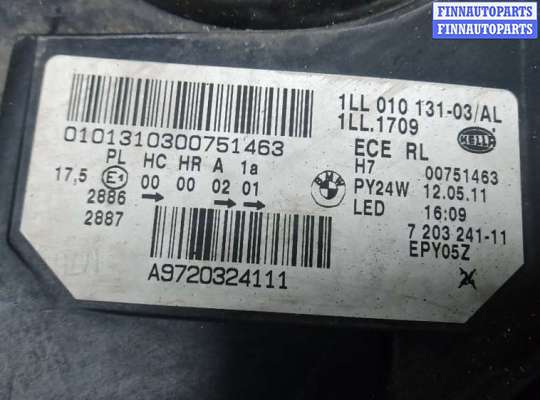 FINNAUTOPARTS
FINNAUTOPARTS
0101310300751463
PL HC HR A 1a
17,5 E1 00 00 02 01
2886
2887
A9720324111
1LL 010 131-03/AL
1LL.1709
ECE RL
HELLA
H7 00751463
BMW
PY24W 12.05.11
LED 16:09
7 203 241-11
EPY05Z